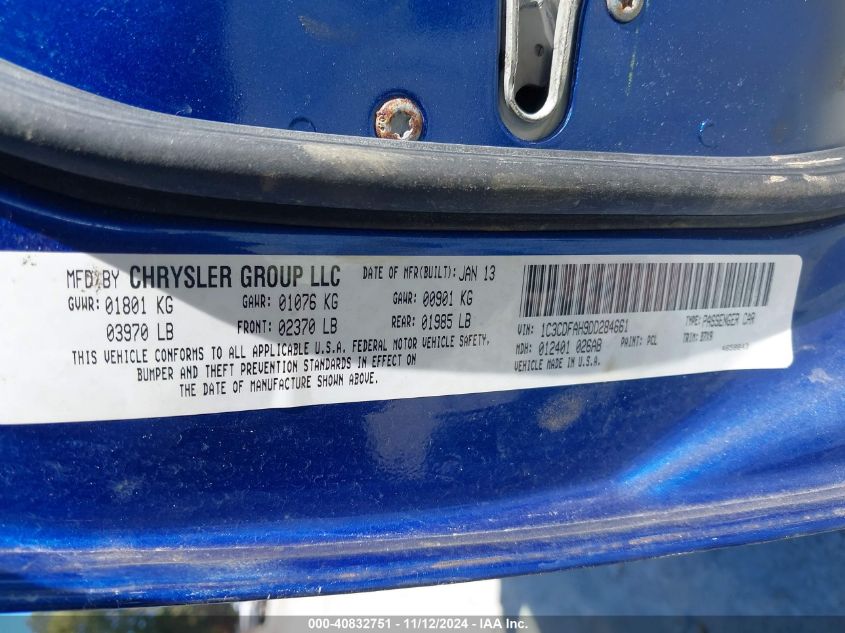 MFD BY CHRYSLER GROUP LLC
DATE OF MFR(BUILT): JAN 13
GVWR: 01801 KG
GAWR: 01076 KG
GAWR: 00901 KG
03970 LB
FRONT: 02370 LB
REAR: 01985 LB
THIS VEHICLE CONFORMS TO ALL APPLICABLE U.S.A. FEDERAL MOTOR VEHICLE SAFETY,
BUMPER AND THEFT PREVENTION STANDARDS IN EFFECT ON
THE DATE OF MANUFACTURE SHOWN ABOVE.
VIN: 1C3CDFAH9DD284661
TYPE: PASSENGER CAR
MDH: 012401 026AB
PAINT: PCL
TRIM:
VEHICLE MADE IN U.S.A.
000-40832751 - 11/12/2024 - IAA Inc.